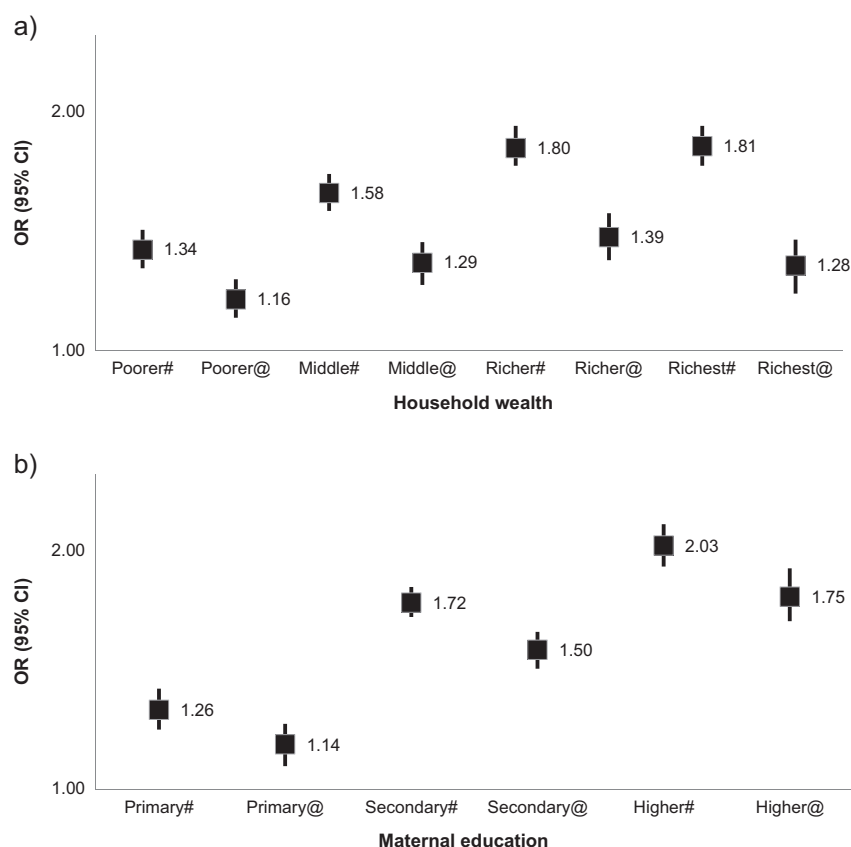 a)
2.00
OR (95% CI)
1.00
1.34
1.16
1.58
1.29
1.80
1.39
1.81
1.28
Poorer# Poorer@ Middle# Middle@ Richer# Richer@ Richest# Richest@
Household wealth
b)
2.00
OR (95% CI)
1.00
1.26
1.14
1.72
1.50
2.03
1.75
Primary# Primary@ Secondary# Secondary@ Higher# Higher@
Maternal education